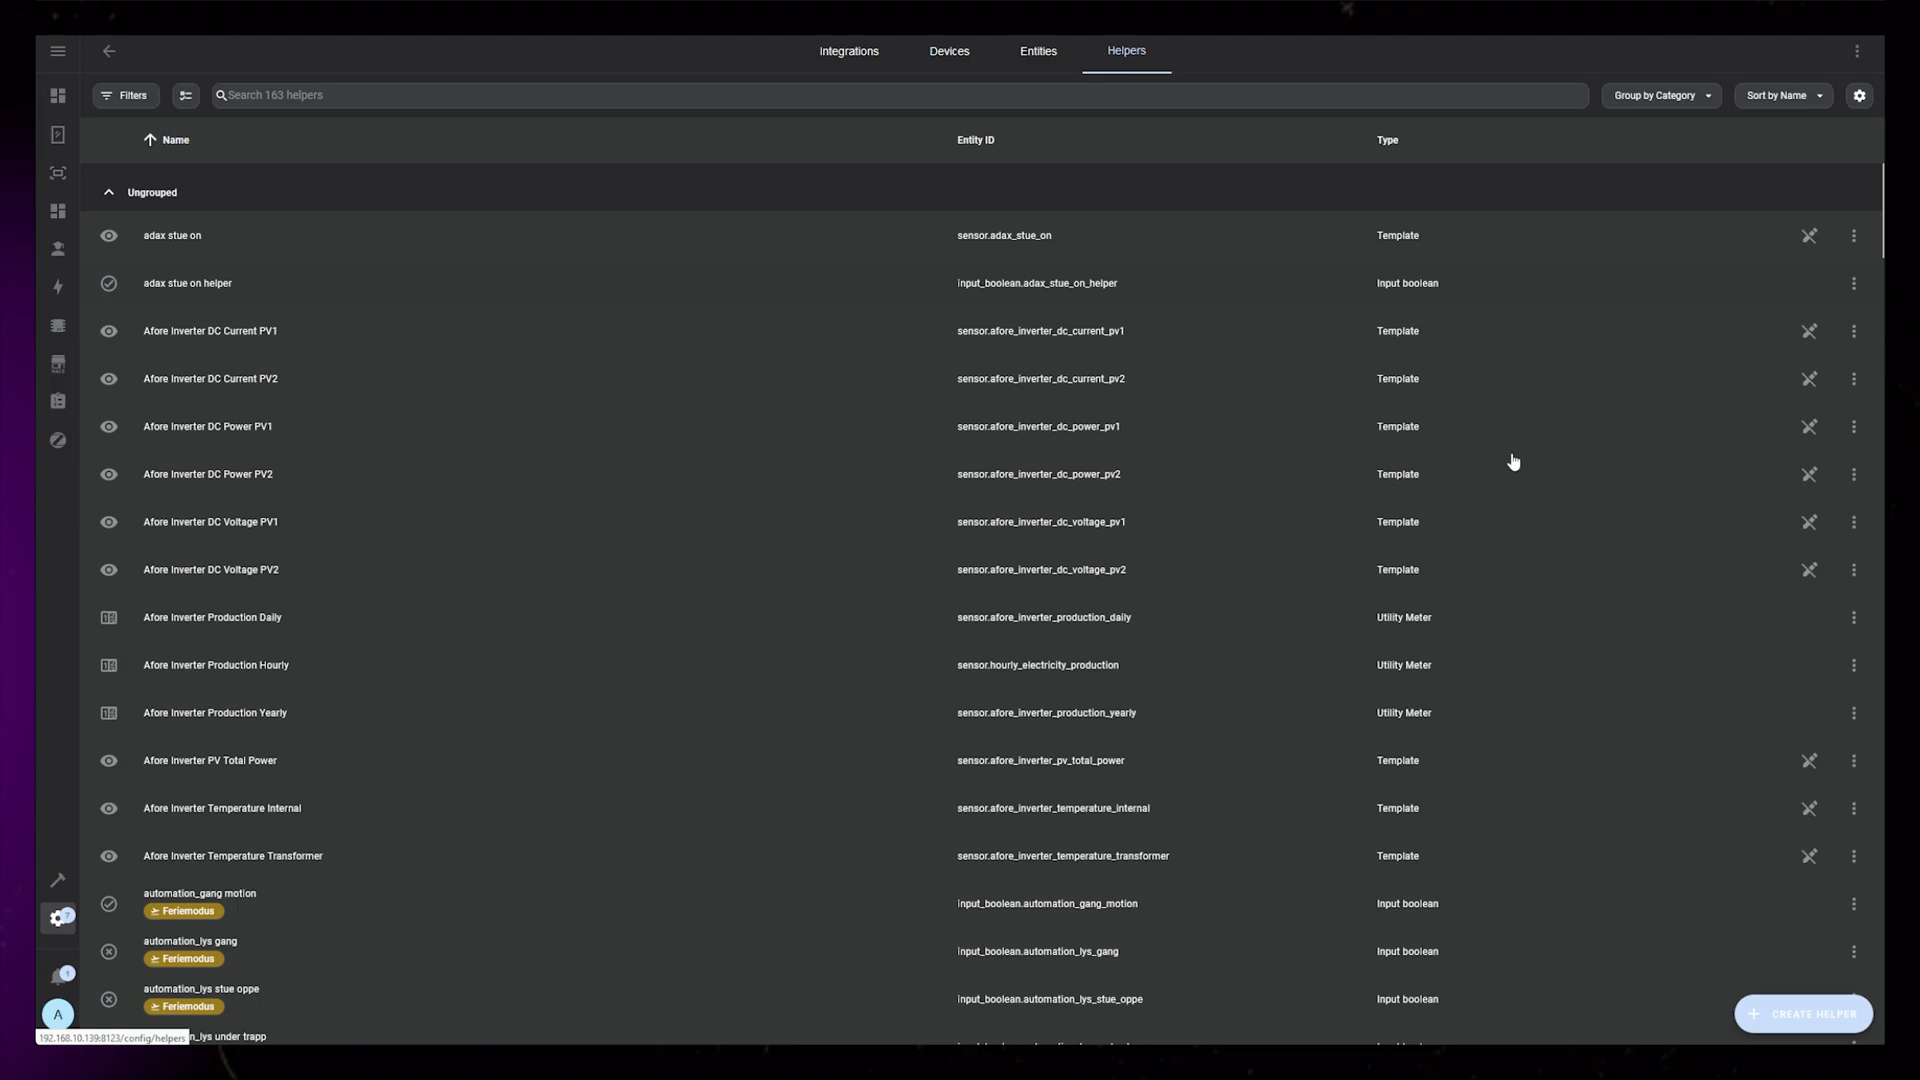 Integrations
Devices
Entities
Helpers
Filters
Search 163 helpers
Group by Category
Sort by Name
Name
Entity ID
Type
Ungrouped
adax stue on
sensor.adax_stue_on
Template
adax stue on helper
input_boolean.adax_stue_on_helper
Input boolean
Afore Inverter DC Current PV1
sensor.afore_inverter_dc_current_pv1
Template
Afore Inverter DC Current PV2
sensor.afore_inverter_dc_current_pv2
Template
Afore Inverter DC Power PV1
sensor.afore_inverter_dc_power_pv1
Template
Afore Inverter DC Power PV2
sensor.afore_inverter_dc_power_pv2
Template
Afore Inverter DC Voltage PV1
sensor.afore_inverter_dc_voltage_pv1
Template
Afore Inverter DC Voltage PV2
sensor.afore_inverter_dc_voltage_pv2
Template
Afore Inverter Production Daily
sensor.afore_inverter_production_daily
Utility Meter
Afore Inverter Production Hourly
sensor.hourly_electricity_production
Utility Meter
Afore Inverter Production Yearly
sensor.afore_inverter_production_yearly
Utility Meter
Afore Inverter PV Total Power
sensor.afore_inverter_pv_total_power
Template
Afore Inverter Temperature Internal
sensor.afore_inverter_temperature_internal
Template
Afore Inverter Temperature Transformer
sensor.afore_inverter_temperature_transformer
Template
automation_gang motion
Feriemodus
input_boolean.automation_gang_motion
Input boolean
automation_lys gang
Feriemodus
input_boolean.automation_lys_gang
Input boolean
automation_lys stue oppe
Feriemodus
input_boolean.automation_lys_stue_oppe
Input boolean
n_lys under trapp
7
1
A
CREATE HELPER
192.168.10.139:8123/config/helpers